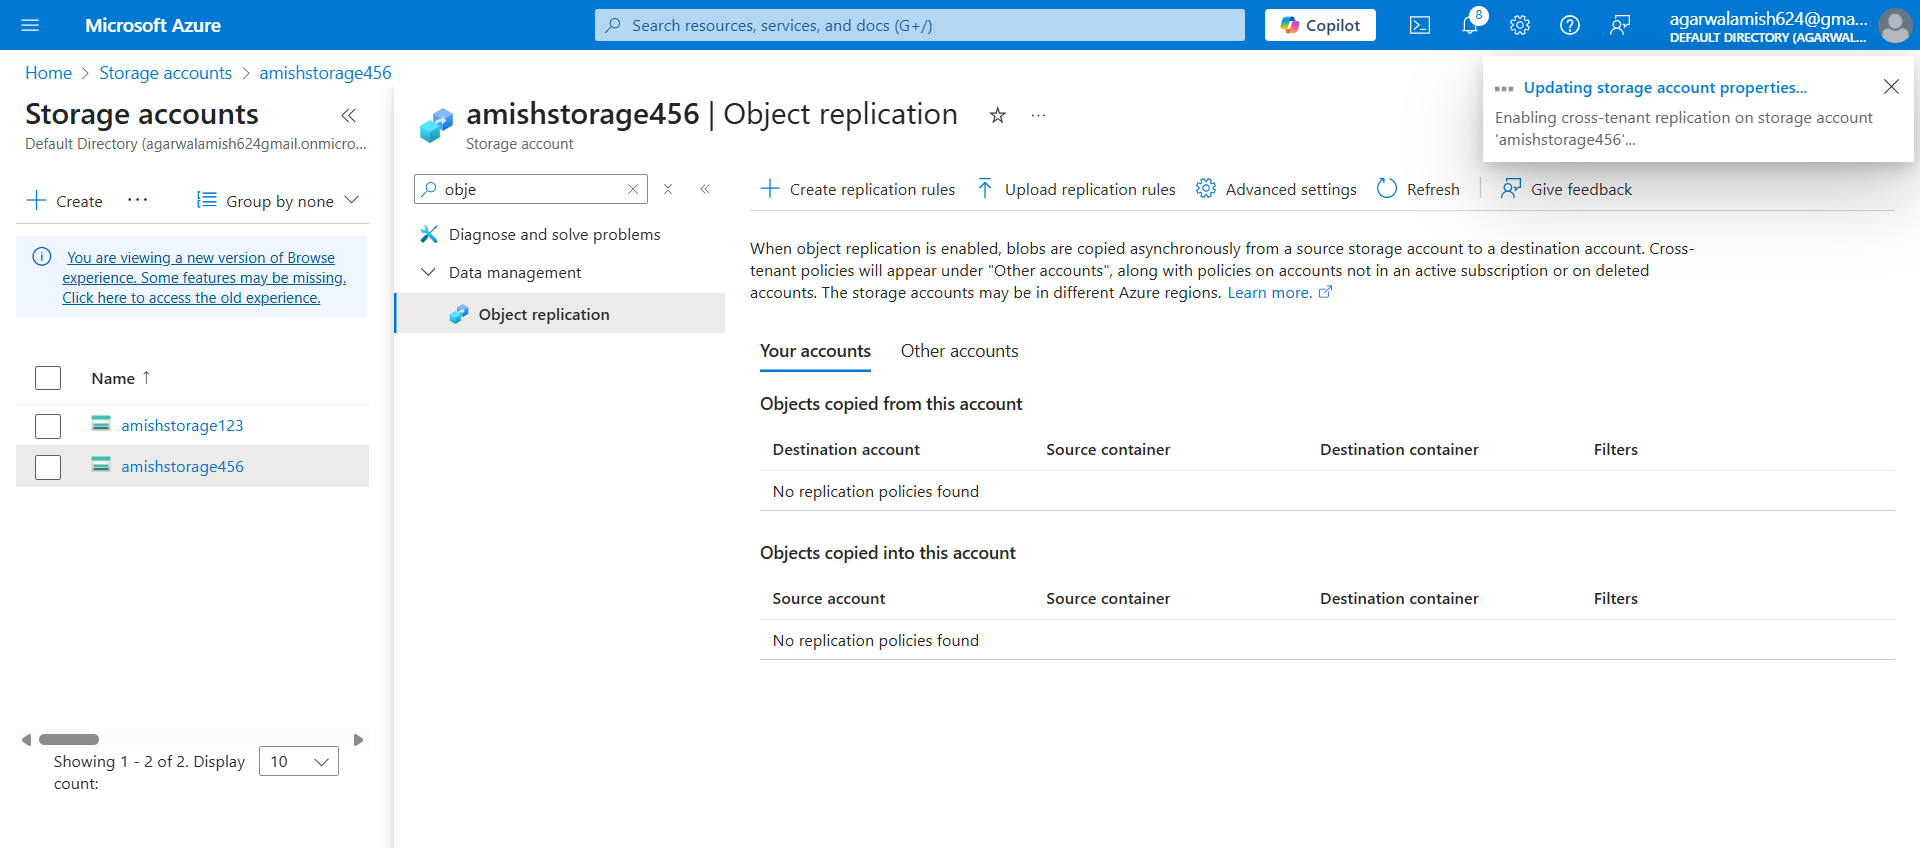 Microsoft Azure
Search resources, services, and docs (G+/)
Copilot
8
agarwalamish624@gma...
DEFAULT DIRECTORY (AGARWAL...
Home > Storage accounts > amishstorage456
Updating storage account properties...
Enabling cross-tenant replication on storage account
'amishstorage456'...
Storage accounts
Default Directory (agarwalamish624gmail.onmicro...
Create
Group by none
You are viewing a new version of Browse
experience. Some features may be missing.
Click here to access the old experience.
Name ↑
amishstorage123
amishstorage456
Showing 1 - 2 of 2. Display
count:
10
amishstorage456 | Object replication
Storage account
obje
Diagnose and solve problems
Data management
Object replication
Create replication rules
Upload replication rules
Advanced settings
Refresh
Give feedback
When object replication is enabled, blobs are copied asynchronously from a source storage account to a destination account. Cross-
tenant policies will appear under "Other accounts", along with policies on accounts not in an active subscription or on deleted
accounts. The storage accounts may be in different Azure regions. Learn more.
Your accounts
Other accounts
Objects copied from this account
Destination account
Source container
Destination container
Filters
No replication policies found
Objects copied into this account
Source account
Source container
Destination container
Filters
No replication policies found